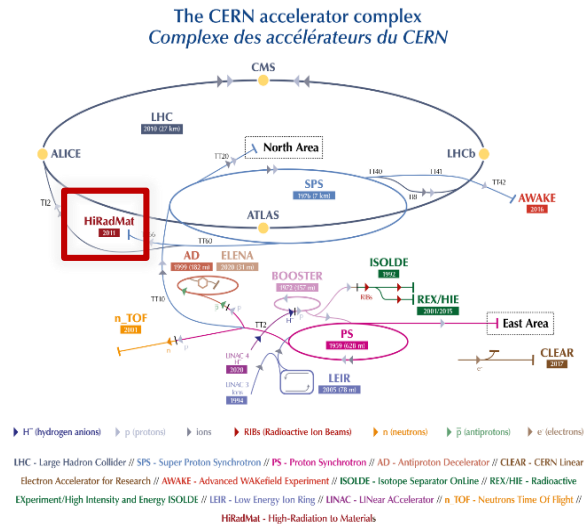 The CERN accelerator complex
Complexe des accélérateurs du CERN
CMS
LHC
2010 (27 km)
ALICE
TT20
North Area
LHCb
TT40
TT41
SPS
1976 (7 km)
TI8
TT42
AWAKE
2016
TI2
HiRadMat
2011
ATLAS
TT60
AD
1999 (182 m)
ELENA
2020 (31 m)
ISOLDE
1992
BOOSTER
1972 (157 m)
RIBs
REX/HIE
2001/2015
TT10
p
n_TOF
2001
TT2
H⁻
p
East Area
PS
1959 (628 m)
n
p
LINAC 4
H⁻
2020
CLEAR
2017
e⁻
LINAC 3
Ions
1994
LEIR
2005 (78 m)
H⁻ (hydrogen anions) p (protons) ions RIBs (Radioactive Ion Beams) n (neutrons) p̄ (antiprotons) e (electrons)
LHC - Large Hadron Collider // SPS - Super Proton Synchrotron // PS - Proton Synchrotron // AD - Antiproton Decelerator // CLEAR - CERN Linear
Electron Accelerator for Research // AWAKE - Advanced WAKefield Experiment // ISOLDE - Isotope Separator OnLine // REX/HIE - Radioactive
EXperiment/High Intensity and Energy ISOLDE // LEIR - Low Energy Ion Ring // LINAC - LINear ACcelerator // n_TOF - Neutrons Time Of Flight //
HiRadMat - High-Radiation to Materials